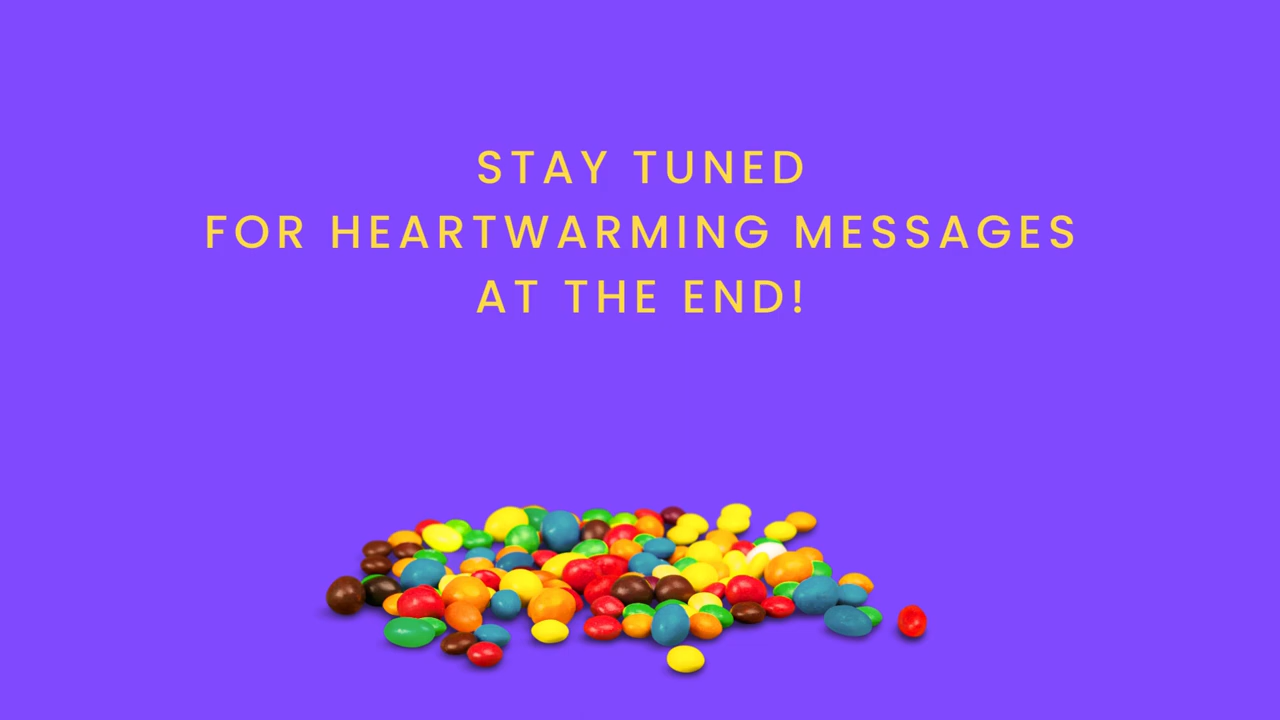 STAY TUNED
FOR HEARTWARMING MESSAGES
AT THE END!